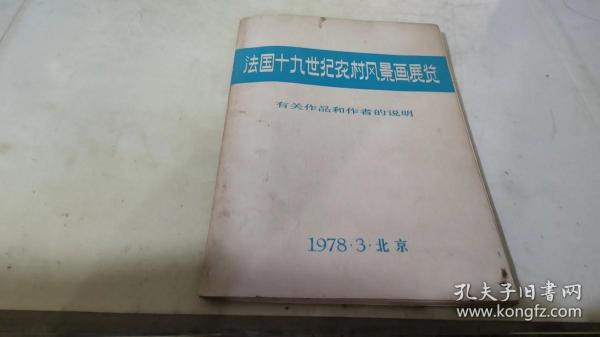 法国十九世纪农村风景画展览
有关作品和作者的说明
1978·3·北京
孔夫子旧书网
www.kongfz.com